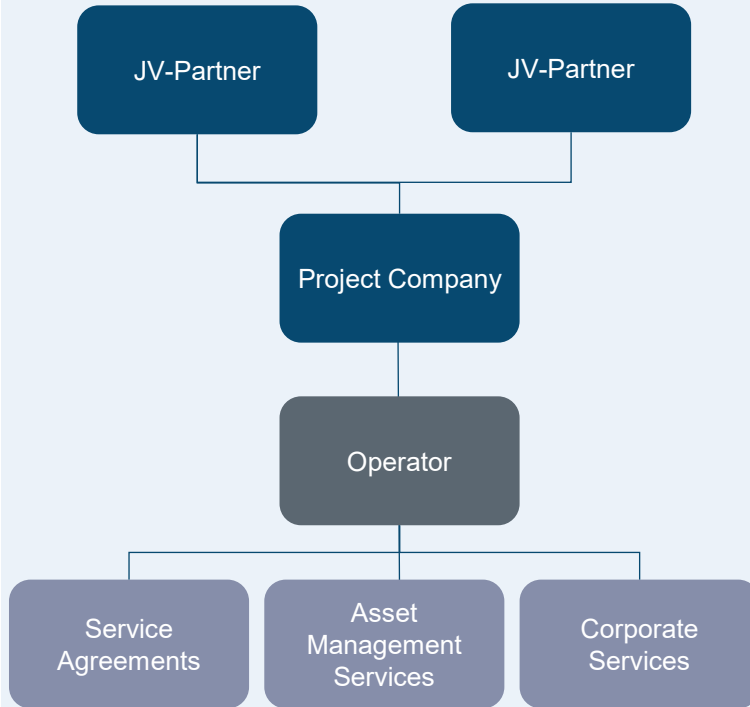 JV-Partner
JV-Partner
Project Company
Operator
Service
Agreements
Asset
Management
Services
Corporate
Services